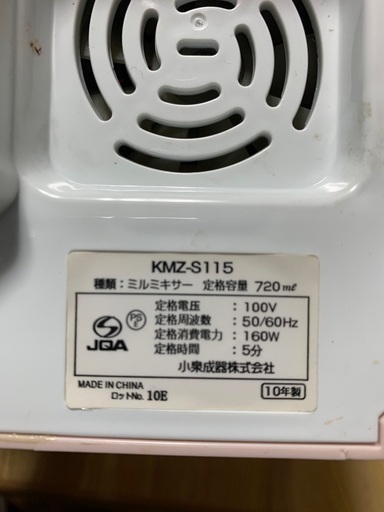 KMZ-S115
種類：ミルミキサー 定格容量 720ml
定格電圧 ： 100V
定格周波数 ： 50/60Hz
定格消費電力 ： 160W
定格時間 ： 5分
PS
E
JQA
小泉成器株式会社
MADE IN CHINA
ロットNo. 10E
10年製